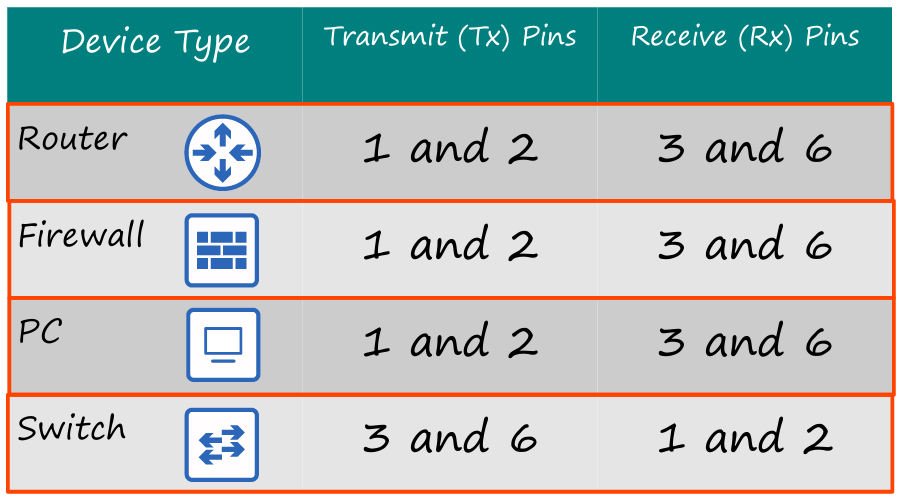 Device Type Transmit (Tx) Pins Receive (Rx) Pins
Router 1 and 2 3 and 6
Firewall 1 and 2 3 and 6
PC 1 and 2 3 and 6
Switch 3 and 6 1 and 2